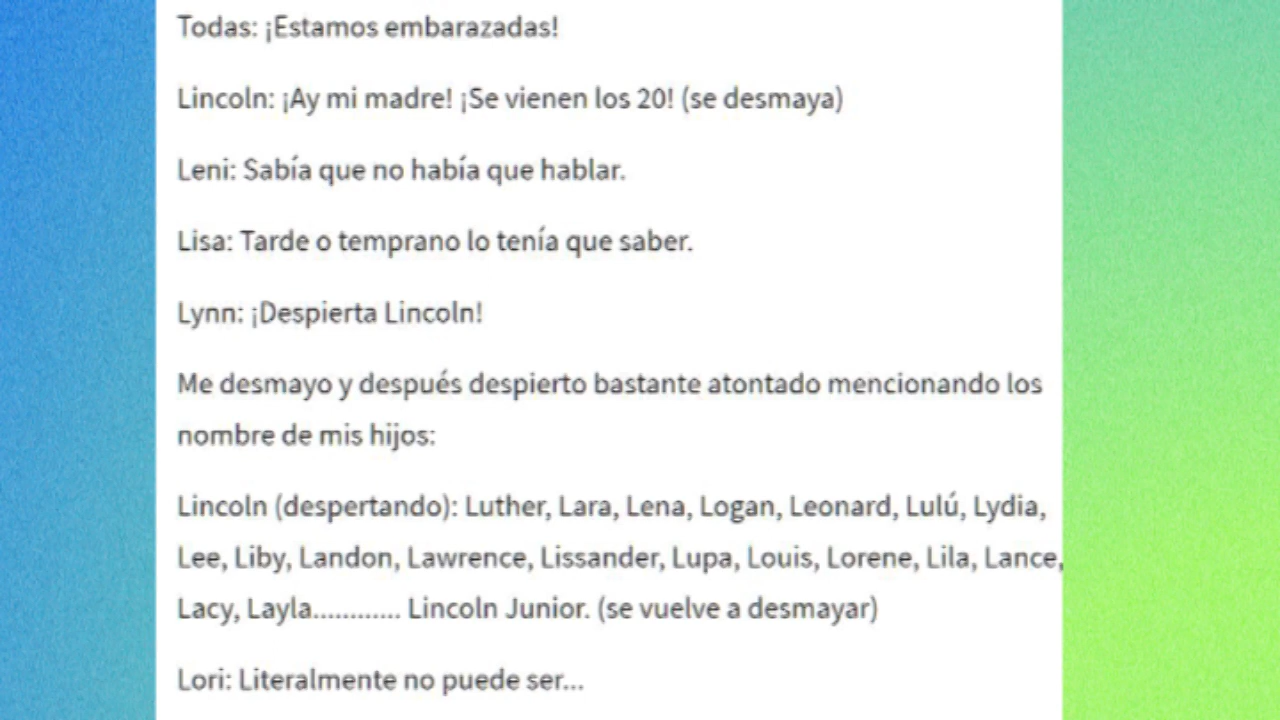 Todas: ¡Estamos embarazadas!
Lincoln: ¡Ay mi madre! ¡Se vienen los 20! (se desmaya)
Leni: Sabía que no había que hablar.
Lisa: Tarde o temprano lo tenía que saber.
Lynn: ¡Despierta Lincoln!
Me desmayo y después despierto bastante atontado mencionando los
nombre de mis hijos:
Lincoln (despertando): Luther, Lara, Lena, Logan, Leonard, Lulú, Lydia,
Lee, Liby, Landon, Lawrence, Lissander, Lupa, Louis, Lorene, Lila, Lance,
Lacy, Layla............ Lincoln Junior. (se vuelve a desmayar)
Lori: Literalmente no puede ser...